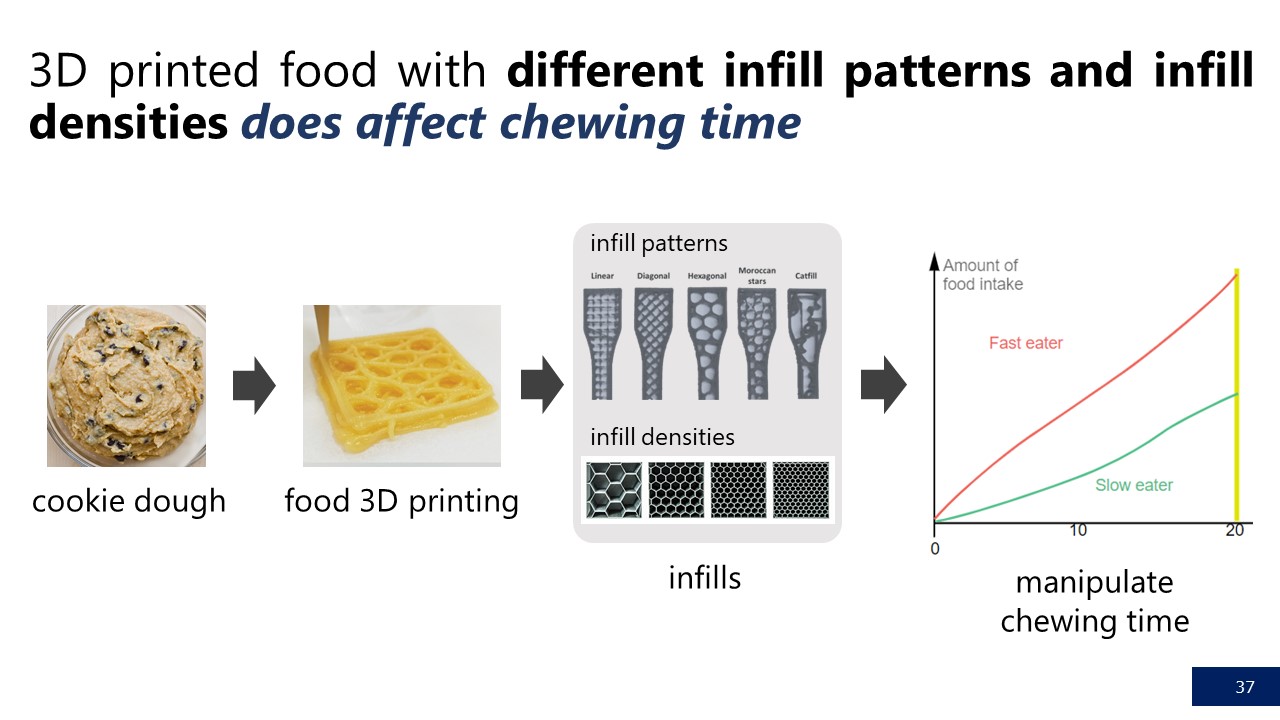 3D printed food with different infill patterns and infill
densities does affect chewing time
cookie dough
food 3D printing
infill patterns
Linear
Diagonal
Hexagonal
Moroccan
stars
Catfill
infill densities
infills
Amount of
food intake
Fast eater
Slow eater
0
10
20
manipulate
chewing time
37